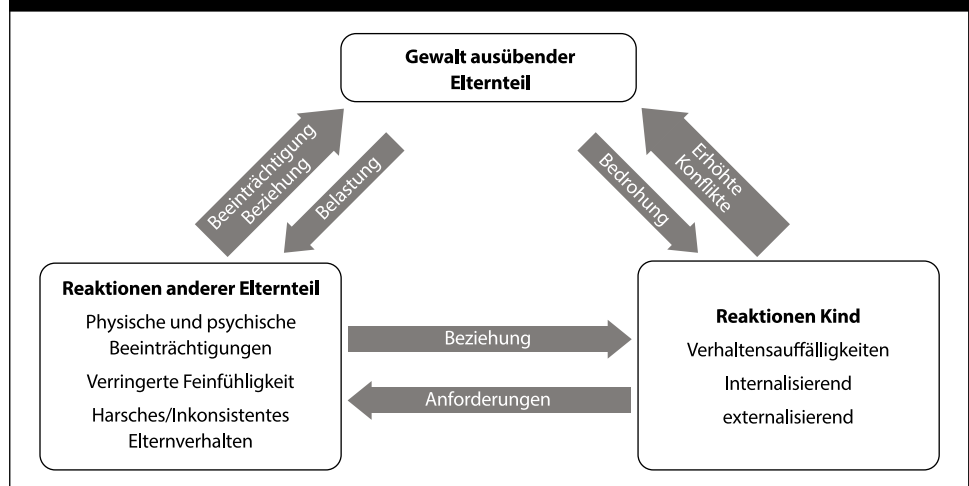 Gewalt ausübender
Elternteil
Beeinträchtigung
Beziehung
Belastung
Bedrohung
Erhöhte
Konflikte
Reaktionen anderer Elternteil
Physische und psychische
Beeinträchtigungen
Verringerte Feinfühligkeit
Harsches/Inkonsistentes
Elternverhalten
Beziehung
Anforderungen
Reaktionen Kind
Verhaltensauffälligkeiten
Internalisierend
externalisierend